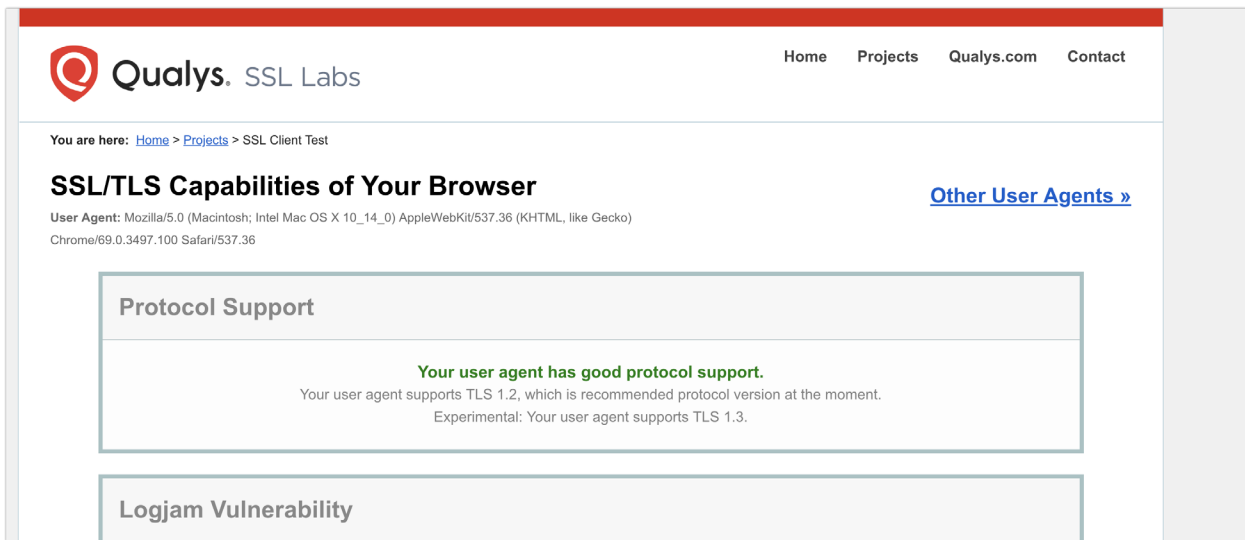 Qualys. SSL Labs
Home Projects Qualys.com Contact
You are here: Home > Projects > SSL Client Test
SSL/TLS Capabilities of Your Browser
Other User Agents »
User Agent: Mozilla/5.0 (Macintosh; Intel Mac OS X 10_14_0) AppleWebKit/537.36 (KHTML, like Gecko)
Chrome/69.0.3497.100 Safari/537.36
Protocol Support
Your user agent has good protocol support.
Your user agent supports TLS 1.2, which is recommended protocol version at the moment.
Experimental: Your user agent supports TLS 1.3.
Logjam Vulnerability